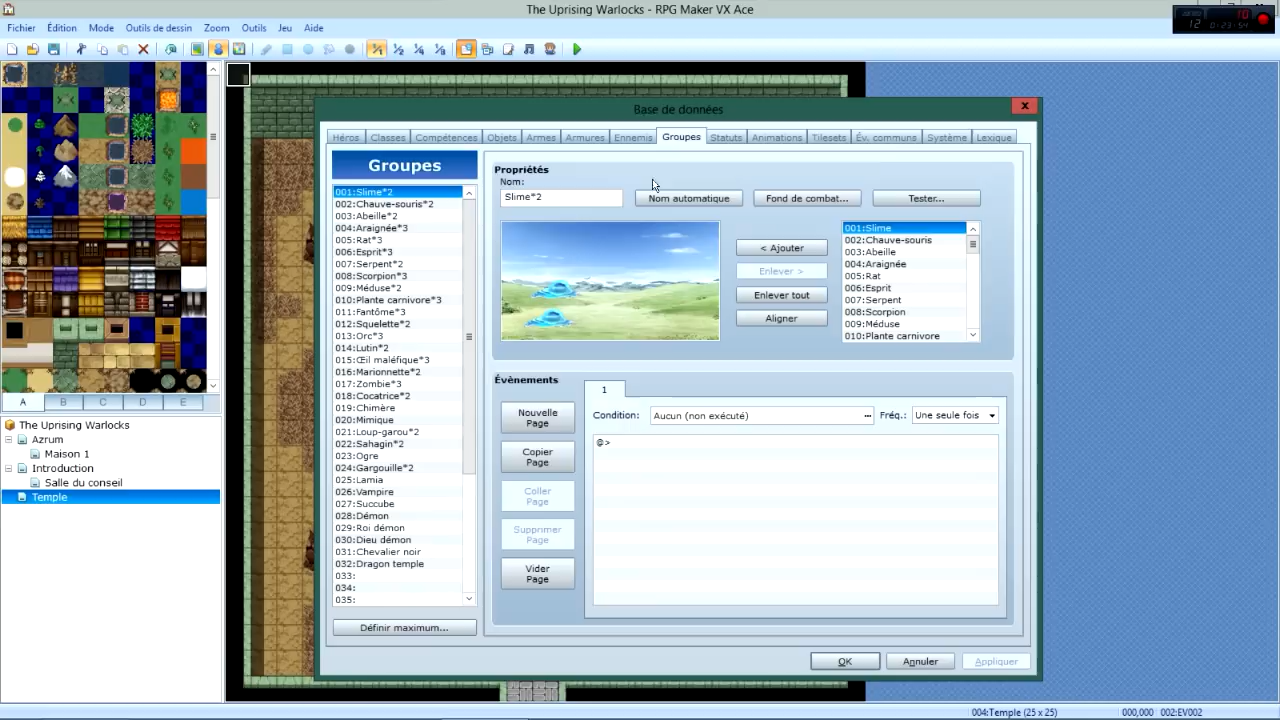 The Uprising Warlocks - RPG Maker VX Ace
Fichier Édition Mode Outils de dessin Zoom Outils Jeu Aide
Base de données
Héros Classes Compétences Objets Armes Armures Ennemis Groupes Statuts Animations Tilesets Év. communs Système Lexique
Groupes
001:Slime*2
002:Chauve-souris*2
003:Abeille*2
004:Araignée*3
005:Rat*3
006:Esprit*3
007:Serpent*2
008:Scorpion*3
009:Méduse*2
010:Plante carnivore*3
011:Fantôme*3
012:Squelette*2
013:Orc*3
014:Lutin*2
015:Œil maléfique*3
016:Marionnette*2
017:Zombie*3
018:Cocatrice*2
019:Chimère
020:Mimique
021:Loup-garou*2
022:Sahagin*2
023:Ogre
024:Gargouille*2
025:Lamia
026:Vampire
027:Succube
028:Démon
029:Roi démon
030:Dieu démon
031:Chevalier noir
032:Dragon temple
033:
034:
035:
Définir maximum...
Propriétés
Nom:
Slime*2
Nom automatique
Fond de combat...
Tester...
< Ajouter
Enlever >
Enlever tout
Aligner
001:Slime
002:Chauve-souris
003:Abeille
004:Araignée
005:Rat
006:Esprit
007:Serpent
008:Scorpion
009:Méduse
010:Plante carnivore
Évènements
1
Nouvelle
Page
Copier
Page
Coller
Page
Supprimer
Page
Vider
Page
Condition: Aucun (non exécuté) ... Fréq.: Une seule fois
@>
OK Annuler Appliquer
A B C D E
The Uprising Warlocks
Azrum
Maison 1
Introduction
Salle du conseil
Temple
004:Temple (25 x 25) 000,000 002:EV002